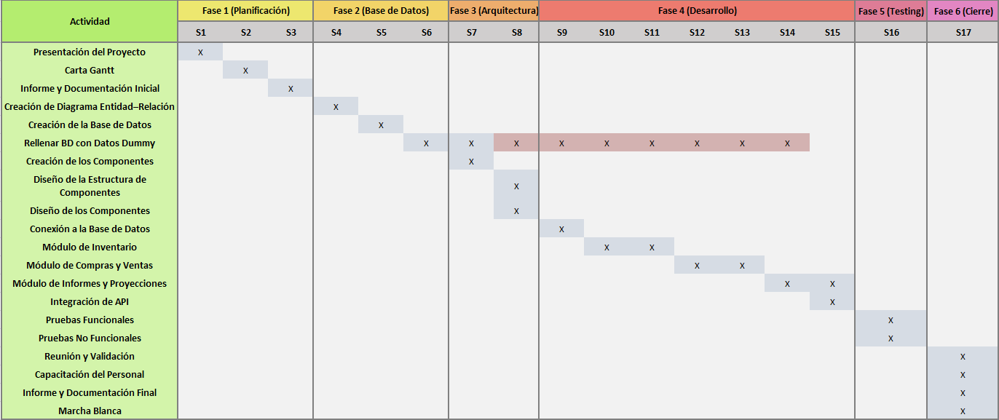 Actividad
Fase 1 (Planificación) Fase 2 (Base de Datos) Fase 3 (Arquitectura) Fase 4 (Desarrollo) Fase 5 (Testing) Fase 6 (Cierre)
S1 S2 S3 S4 S5 S6 S7 S8 S9 S10 S11 S12 S13 S14 S15 S16 S17
Presentación del Proyecto X
Carta Gantt X
Informe y Documentación Inicial X
Creación de Diagrama Entidad–Relación X
Creación de la Base de Datos X
Rellenar BD con Datos Dummy X X X X X X X X X
Creación de los Componentes X
Diseño de la Estructura de
Componentes X
Diseño de los Componentes X
Conexión a la Base de Datos X
Módulo de Inventario X X
Módulo de Compras y Ventas X X
Módulo de Informes y Proyecciones X X
Integración de API X
Pruebas Funcionales X
Pruebas No Funcionales X
Reunión y Validación X
Capacitación del Personal X
Informe y Documentación Final X
Marcha Blanca X